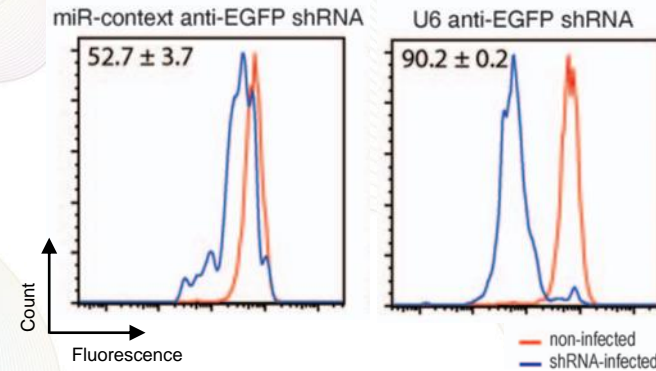 miR-context anti-EGFP shRNA
U6 anti-EGFP shRNA
52.7 ± 3.7
90.2 ± 0.2
Count
Fluorescence
non-infected
shRNA-infected